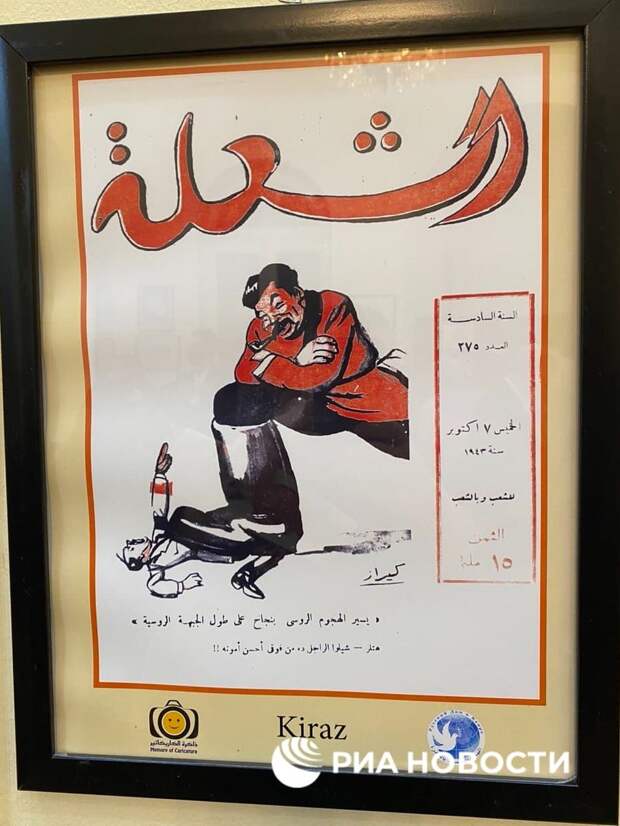 الشعلة
السنة السادسة
العدد ٢٧٥
الخميس ٧ اكتوبر
سنة ١٩٤٣
للشعب وبالشعب
الثمن
١٥ مليما
كيراز
« يسير الهجوم الروسى بنجاح على طول الجبهة الروسية »
هتلر — شيلوا الراجل ده من فوقى أحسن أموته !!
ذاكرة الكاريكاتير
Memory of Caricature
Kiraz
РИА НОВОСТИ